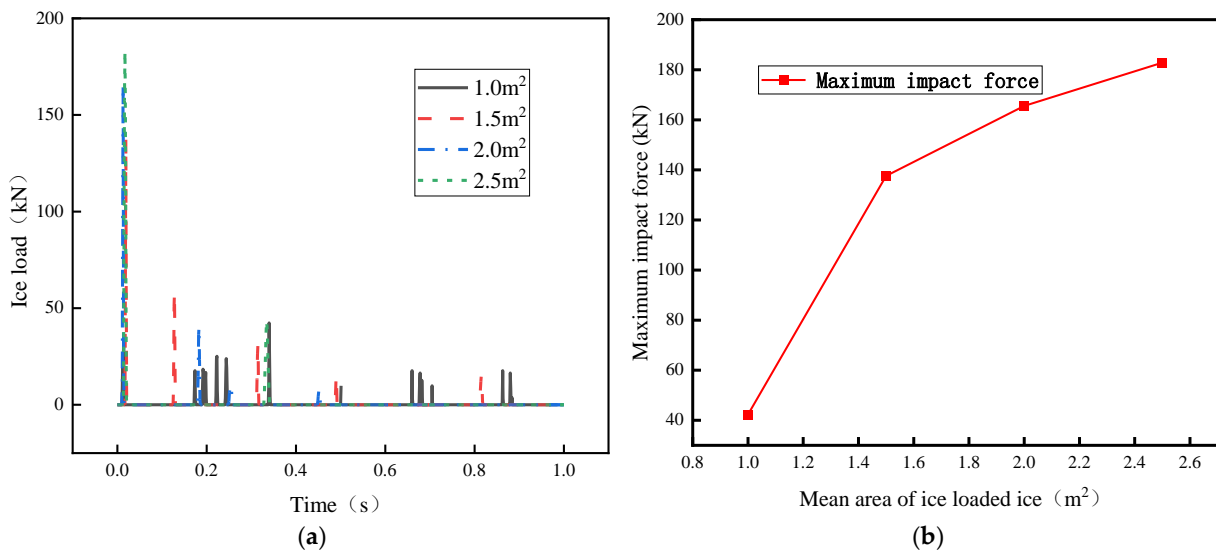 200
150
100
50
0
Ice load（kN）
1.0m²
1.5m²
2.0m²
2.5m²
0.0 0.2 0.4 0.6 0.8 1.0
Time（s）
(a)
200
180
160
140
120
100
80
60
40
Maximum impact force (kN)
Maximum impact force
0.8 1.0 1.2 1.4 1.6 1.8 2.0 2.2 2.4 2.6
Mean area of ice loaded ice（m²）
(b)